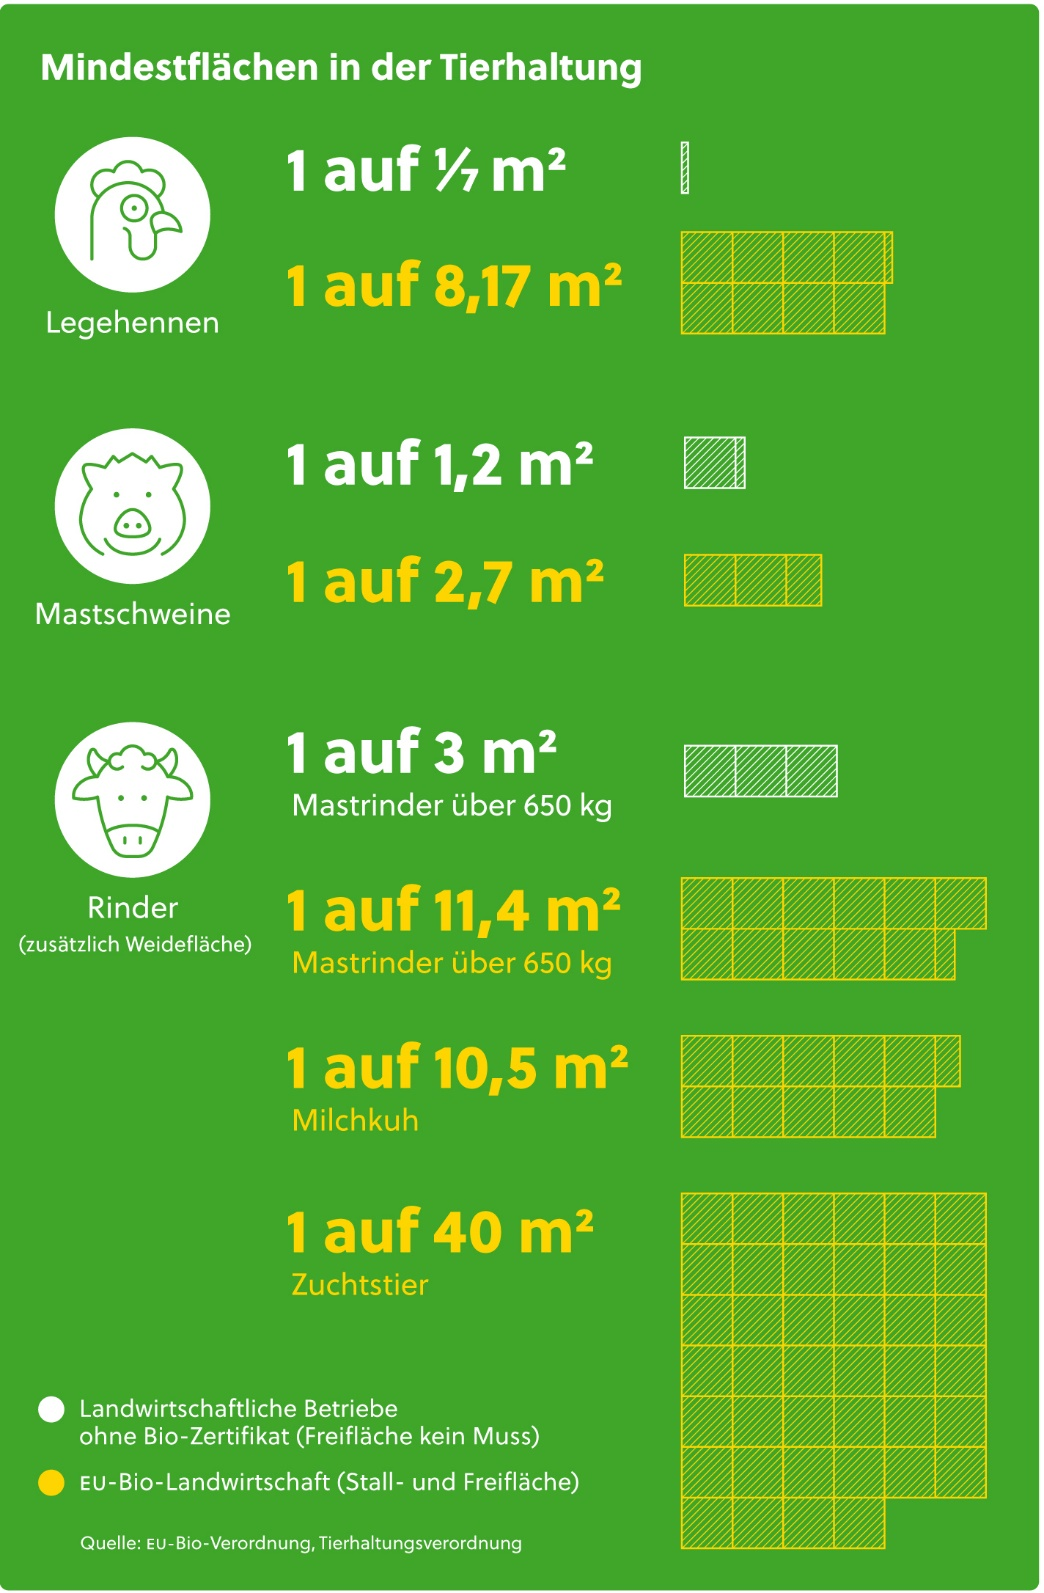 Mindestflächen in der Tierhaltung
1 auf ⅐ m²
1 auf 8,17 m²
Legehennen
1 auf 1,2 m²
1 auf 2,7 m²
Mastschweine
1 auf 3 m²
Mastrinder über 650 kg
1 auf 11,4 m²
Mastrinder über 650 kg
Rinder
(zusätzlich Weidefläche)
1 auf 10,5 m²
Milchkuh
1 auf 40 m²
Zuchtstier
Landwirtschaftliche Betriebe
ohne Bio-Zertifikat (Freifläche kein Muss)
EU-Bio-Landwirtschaft (Stall- und Freifläche)
Quelle: EU-Bio-Verordnung, Tierhaltungsverordnung